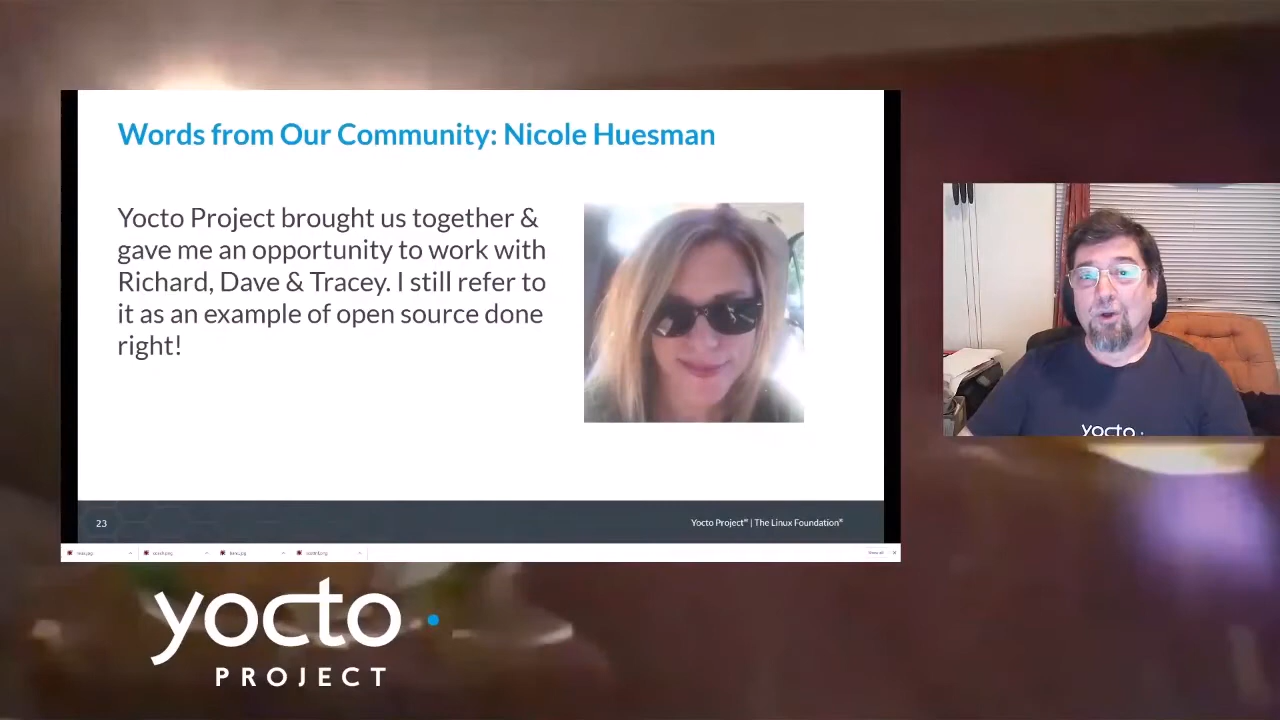 Words from Our Community: Nicole Huesman
Yocto Project brought us together &
gave me an opportunity to work with
Richard, Dave & Tracey. I still refer to
it as an example of open source done
right!
23
Yocto Project® | The Linux Foundation®
yocto
yocto
PROJECT